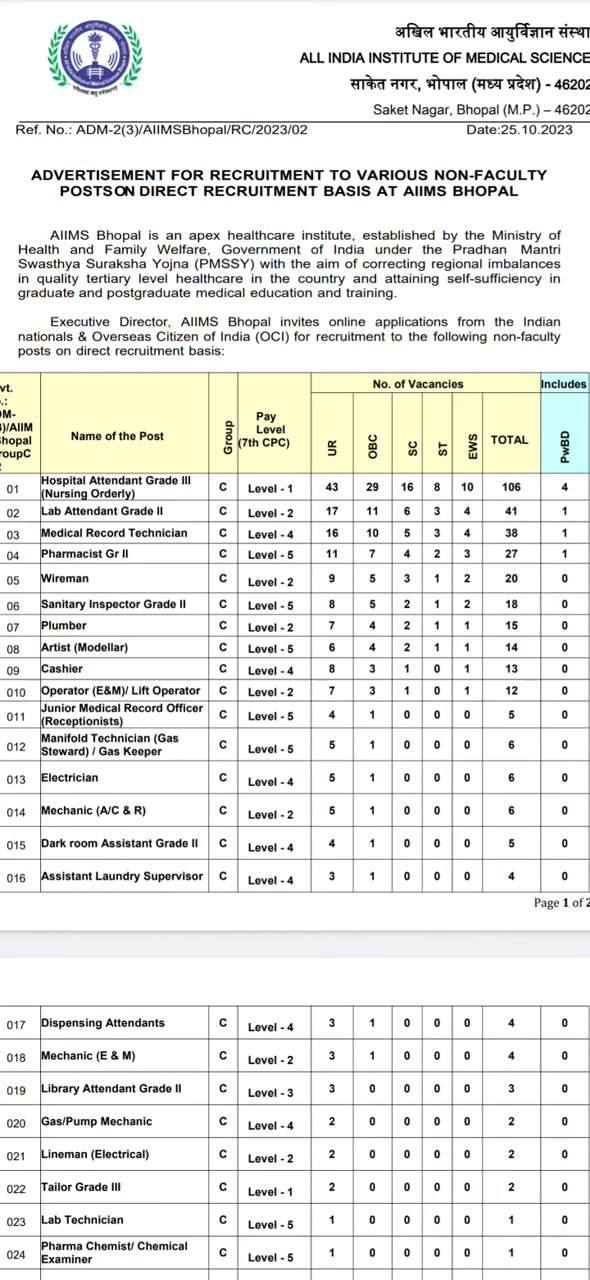 अखिल भारतीय आयुर्विज्ञान संस्था
ALL INDIA INSTITUTE OF MEDICAL SCIENCE
साकेत नगर, भोपाल (मध्य प्रदेश) - 46202
Saket Nagar, Bhopal (M.P.) – 46202
Ref. No.: ADM-2(3)/AIIMSBhopal/RC/2023/02 Date:25.10.2023
ADVERTISEMENT FOR RECRUITMENT TO VARIOUS NON-FACULTY
POSTSON DIRECT RECRUITMENT BASIS AT AIIMS BHOPAL
AIIMS Bhopal is an apex healthcare institute, established by the Ministry of
Health and Family Welfare, Government of India under the Pradhan Mantri
Swasthya Suraksha Yojna (PMSSY) with the aim of correcting regional imbalances
in quality tertiary level healthcare in the country and attaining self-sufficiency in
graduate and postgraduate medical education and training.
Executive Director, AIIMS Bhopal invites online applications from the Indian
nationals & Overseas Citizen of India (OCI) for recruitment to the following non-faculty
posts on direct recruitment basis:
vt.
.:
M-
)/AIIM
hopal
roupC
Name of the Post
Group
Pay
Level
(7th CPC)
No. of Vacancies
Includes
UR OBC SC ST EWS TOTAL PwBD
01 Hospital Attendant Grade III
(Nursing Orderly) C Level - 1 43 29 16 8 10 106 4
02 Lab Attendant Grade II C Level - 2 17 11 6 3 4 41 1
03 Medical Record Technician C Level - 4 16 10 5 3 4 38 1
04 Pharmacist Gr II C Level - 5 11 7 4 2 3 27 1
05 Wireman C Level - 2 9 5 3 1 2 20 0
06 Sanitary Inspector Grade II C Level - 5 8 5 2 1 2 18 0
07 Plumber C Level - 2 7 4 2 1 1 15 0
08 Artist (Modellar) C Level - 5 6 4 2 1 1 14 0
09 Cashier C Level - 4 8 3 1 0 1 13 0
010 Operator (E&M)/ Lift Operator C Level - 2 7 3 1 0 1 12 0
011 Junior Medical Record Officer
(Receptionists) C Level - 5 4 1 0 0 0 5 0
012 Manifold Technician (Gas
Steward) / Gas Keeper C Level - 5 5 1 0 0 0 6 0
013 Electrician C Level - 4 5 1 0 0 0 6 0
014 Mechanic (A/C & R) C Level - 2 5 1 0 0 0 6 0
015 Dark room Assistant Grade II C Level - 4 4 1 0 0 0 5 0
016 Assistant Laundry Supervisor C Level - 4 3 1 0 0 0 4 0
Page 1 of 2
017 Dispensing Attendants C Level - 4 3 1 0 0 0 4 0
018 Mechanic (E & M) C Level - 2 3 1 0 0 0 4 0
019 Library Attendant Grade II C Level - 3 3 0 0 0 0 3 0
020 Gas/Pump Mechanic C Level - 4 2 0 0 0 0 2 0
021 Lineman (Electrical) C Level - 2 2 0 0 0 0 2 0
022 Tailor Grade III C Level - 1 2 0 0 0 0 2 0
023 Lab Technician C Level - 5 1 0 0 0 0 1 0
024 Pharma Chemist/ Chemical
Examiner C Level - 5 1 0 0 0 0 1 0